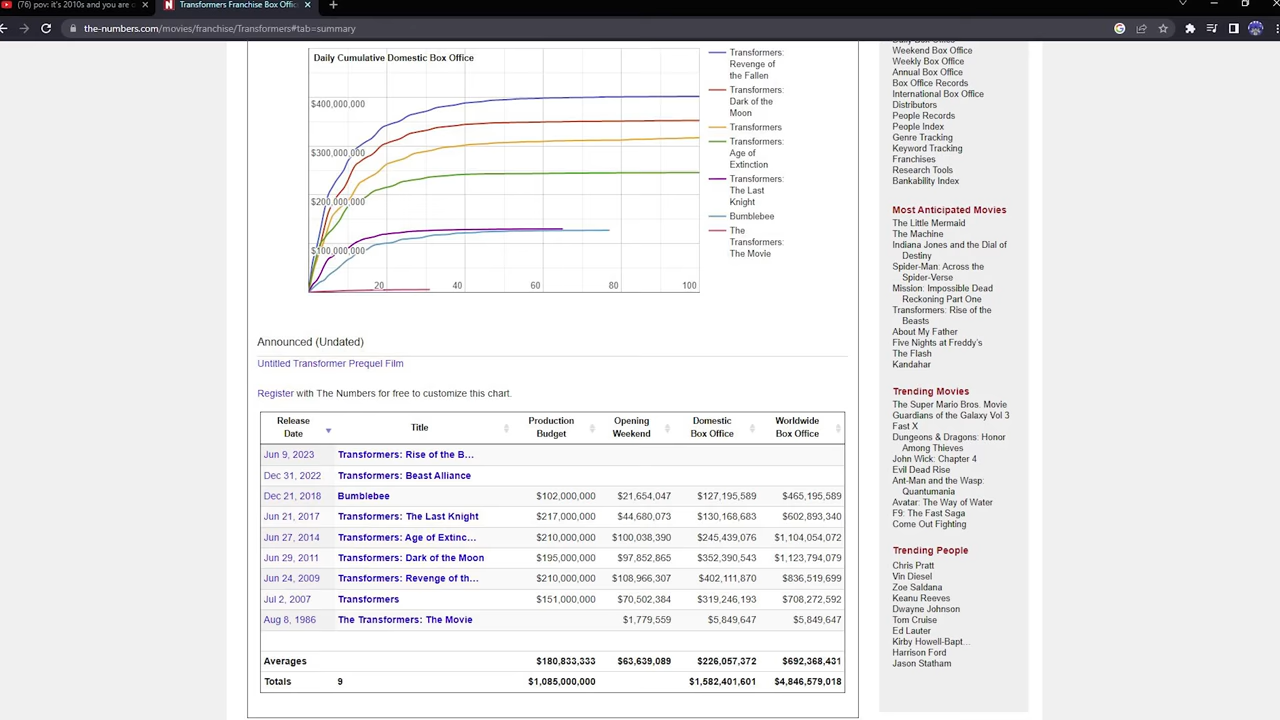 (76) pov: it's 2010s and you are c
Transformers Franchise Box Offic
the-numbers.com/movies/franchise/Transformers#tab=summary
Daily Cumulative Domestic Box Office
$400,000,000
$300,000,000
$200,000,000
$100,000,000
20 40 60 80 100
Transformers:
Revenge of
the Fallen
Transformers:
Dark of the
Moon
Transformers
Transformers:
Age of
Extinction
Transformers:
The Last
Knight
Bumblebee
The
Transformers:
The Movie
Announced (Undated)
Untitled Transformer Prequel Film
Register with The Numbers for free to customize this chart.
Release Date Title Production Budget Opening Weekend Domestic Box Office Worldwide Box Office
Jun 9, 2023 Transformers: Rise of the B…
Dec 31, 2022 Transformers: Beast Alliance
Dec 21, 2018 Bumblebee $102,000,000 $21,654,047 $127,195,589 $465,195,589
Jun 21, 2017 Transformers: The Last Knight $217,000,000 $44,680,073 $130,168,683 $602,893,340
Jun 27, 2014 Transformers: Age of Extinc… $210,000,000 $100,038,390 $245,439,076 $1,104,054,072
Jun 29, 2011 Transformers: Dark of the Moon $195,000,000 $97,852,865 $352,390,543 $1,123,794,079
Jun 24, 2009 Transformers: Revenge of th… $210,000,000 $108,966,307 $402,111,870 $836,519,699
Jul 2, 2007 Transformers $151,000,000 $70,502,384 $319,246,193 $708,272,592
Aug 8, 1986 The Transformers: The Movie $1,779,559 $5,849,647 $5,849,647
Averages $180,833,333 $63,639,089 $226,057,372 $692,368,431
Totals 9 $1,085,000,000 $1,582,401,601 $4,846,579,018
Weekend Box Office
Weekly Box Office
Annual Box Office
Box Office Records
International Box Office
Distributors
People Records
People Index
Genre Tracking
Keyword Tracking
Franchises
Research Tools
Bankability Index
Most Anticipated Movies
The Little Mermaid
The Machine
Indiana Jones and the Dial of
Destiny
Spider-Man: Across the
Spider-Verse
Mission: Impossible Dead
Reckoning Part One
Transformers: Rise of the
Beasts
About My Father
Five Nights at Freddy's
The Flash
Kandahar
Trending Movies
The Super Mario Bros. Movie
Guardians of the Galaxy Vol 3
Fast X
Dungeons & Dragons: Honor
Among Thieves
John Wick: Chapter 4
Evil Dead Rise
Ant-Man and the Wasp:
Quantumania
Avatar: The Way of Water
F9: The Fast Saga
Come Out Fighting
Trending People
Chris Pratt
Vin Diesel
Zoe Saldana
Keanu Reeves
Dwayne Johnson
Tom Cruise
Ed Lauter
Kirby Howell-Bapt…
Harrison Ford
Jason Statham